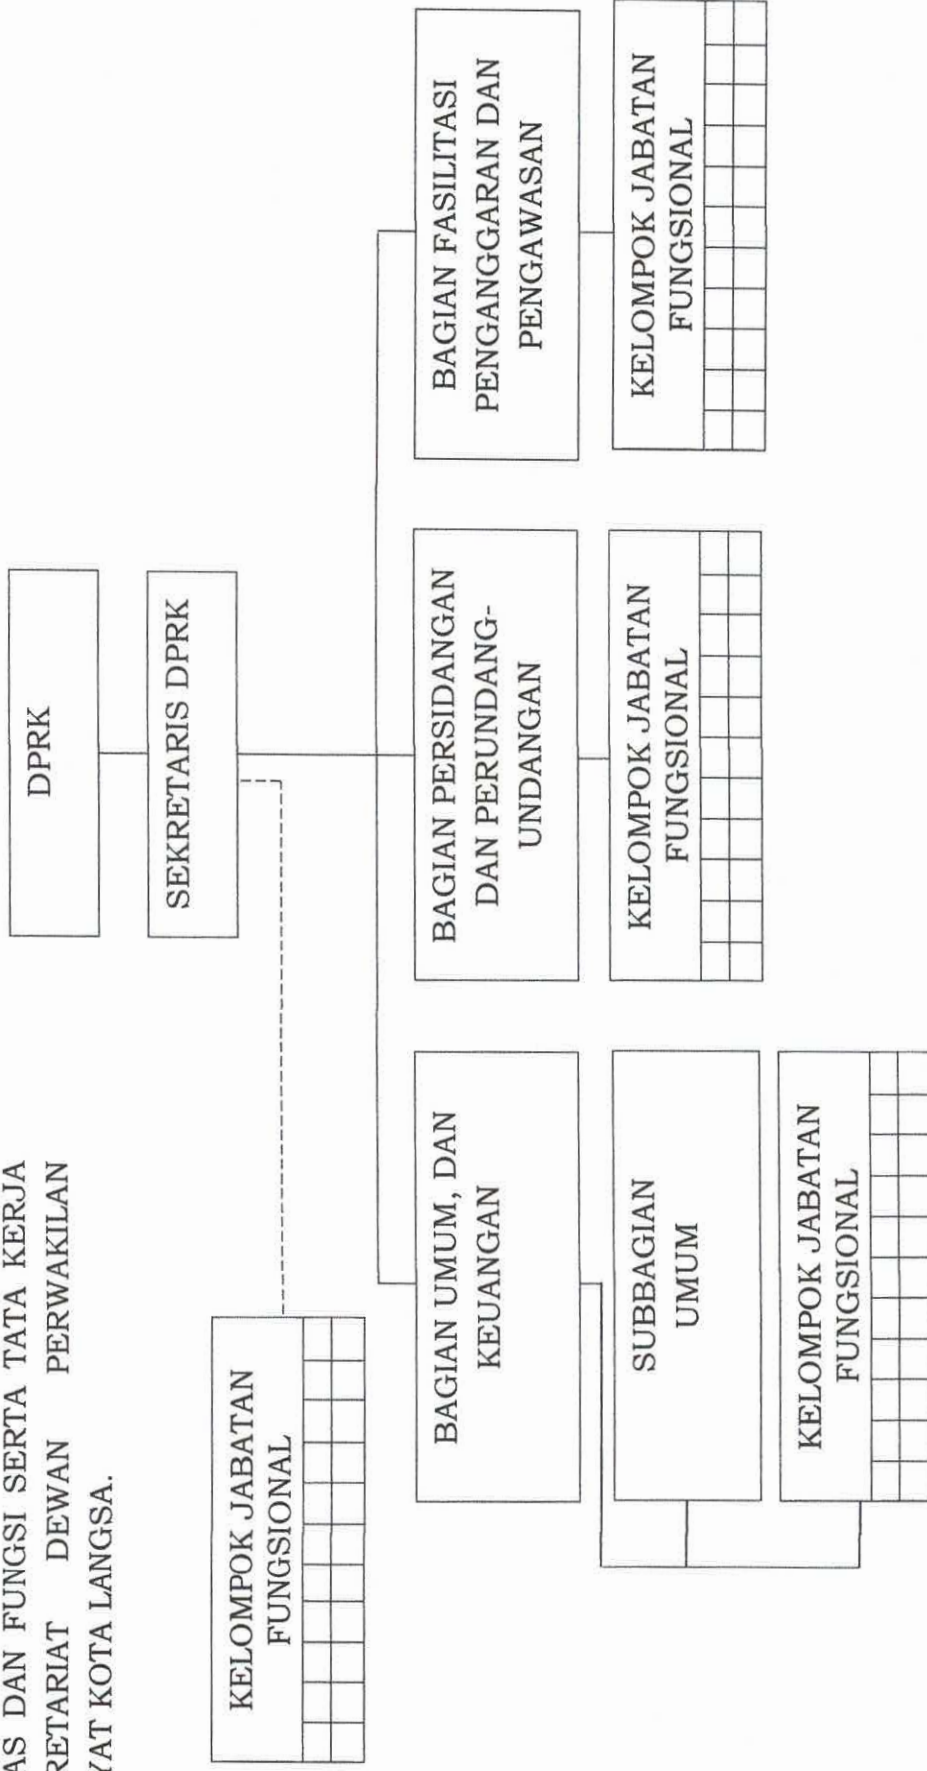 AS DAN FUNGSI SERTA TATA KERJA
RETARIAT DEWAN PERWAKILAN
YAT KOTA LANGSA.
DPRK
SEKRETARIS DPRK
KELOMPOK JABATAN
FUNGSIONAL
BAGIAN UMUM, DAN
KEUANGAN
BAGIAN PERSIDANGAN
DAN PERUNDANG-
UNDANGAN
BAGIAN FASILITASI
PENGANGGARAN DAN
PENGAWASAN
SUBBAGIAN
UMUM
KELOMPOK JABATAN
FUNGSIONAL
KELOMPOK JABATAN
FUNGSIONAL
KELOMPOK JABATAN
FUNGSIONAL